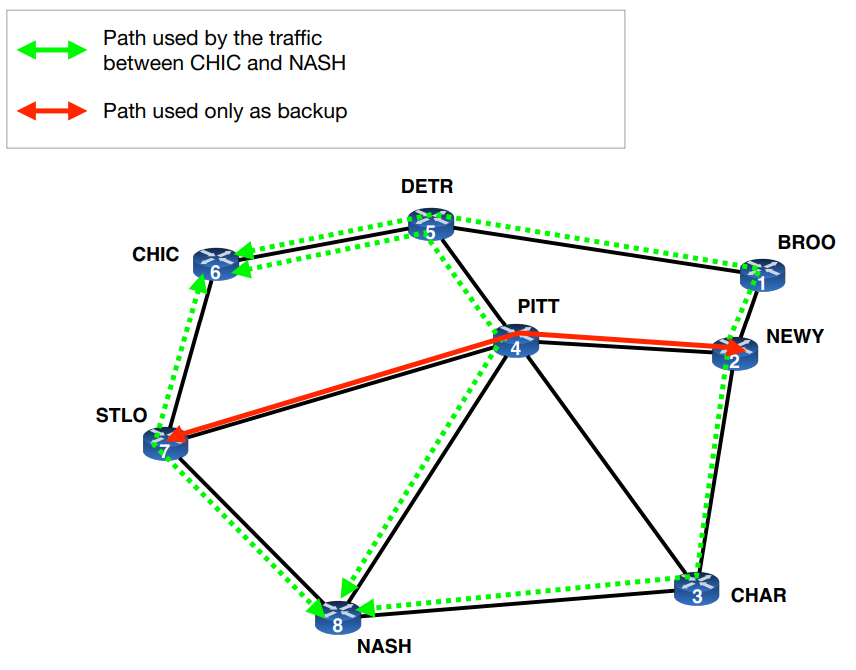 Path used by the traffic
between CHIC and NASH
Path used only as backup
DETR
5
CHIC
6
BROO
1
PITT
4
NEWY
2
STLO
7
3
CHAR
8
NASH